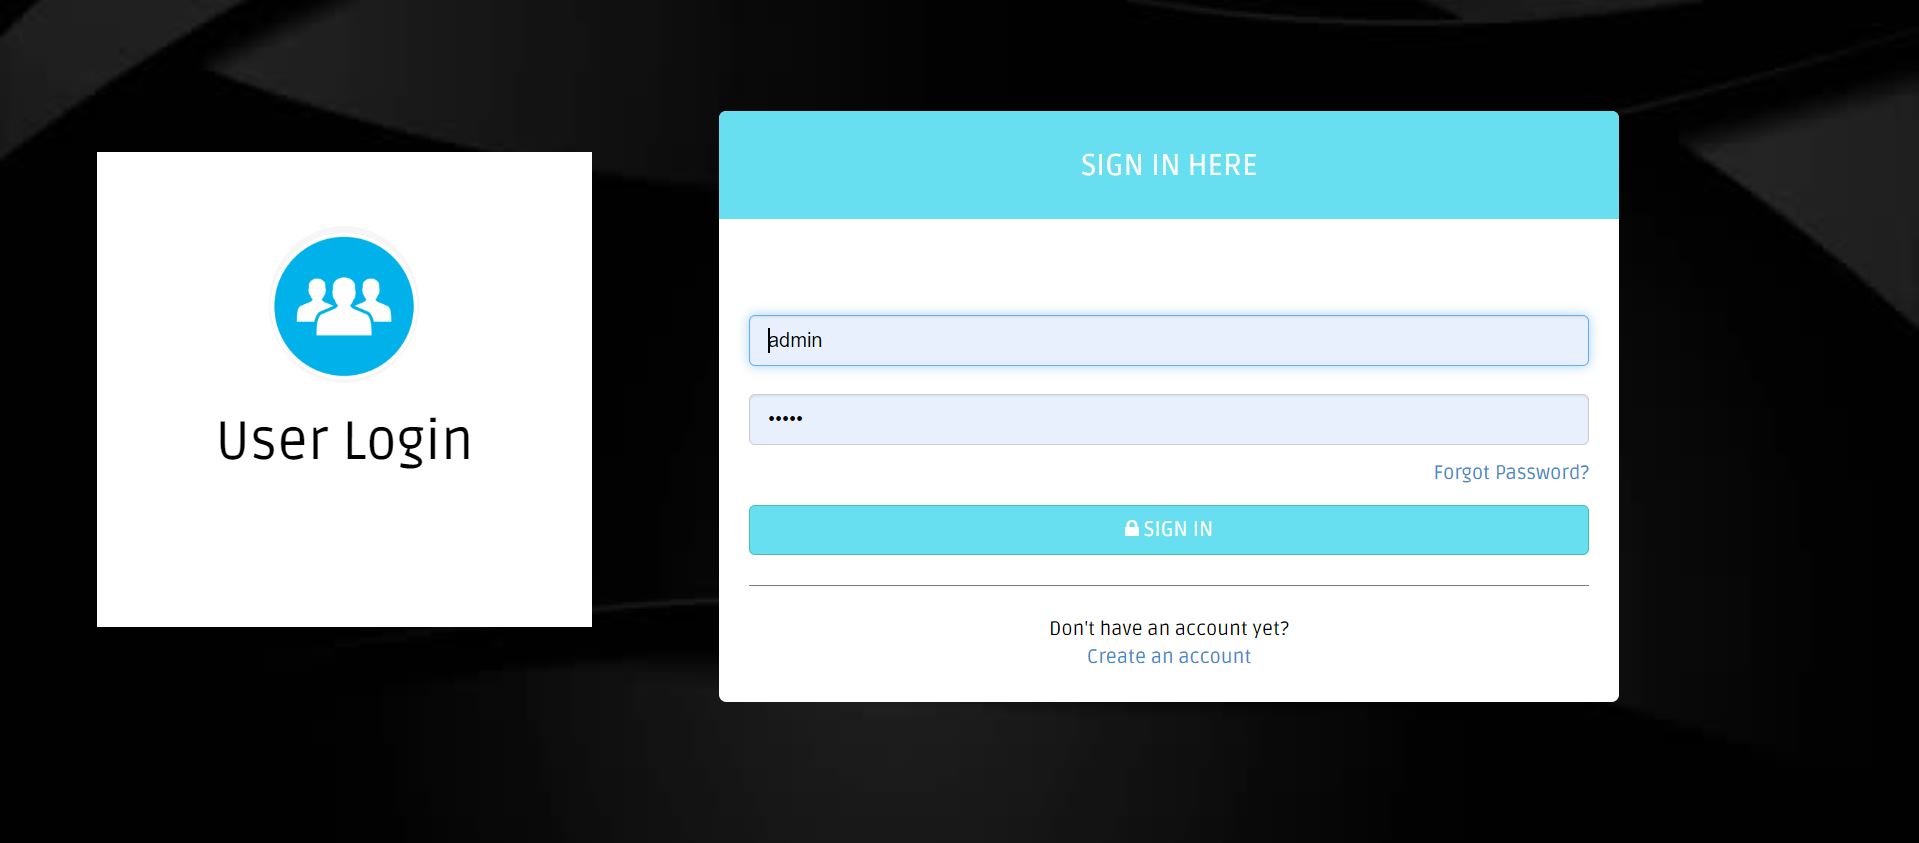 User Login
SIGN IN HERE
admin
•••••
Forgot Password?
SIGN IN
Don't have an account yet?
Create an account